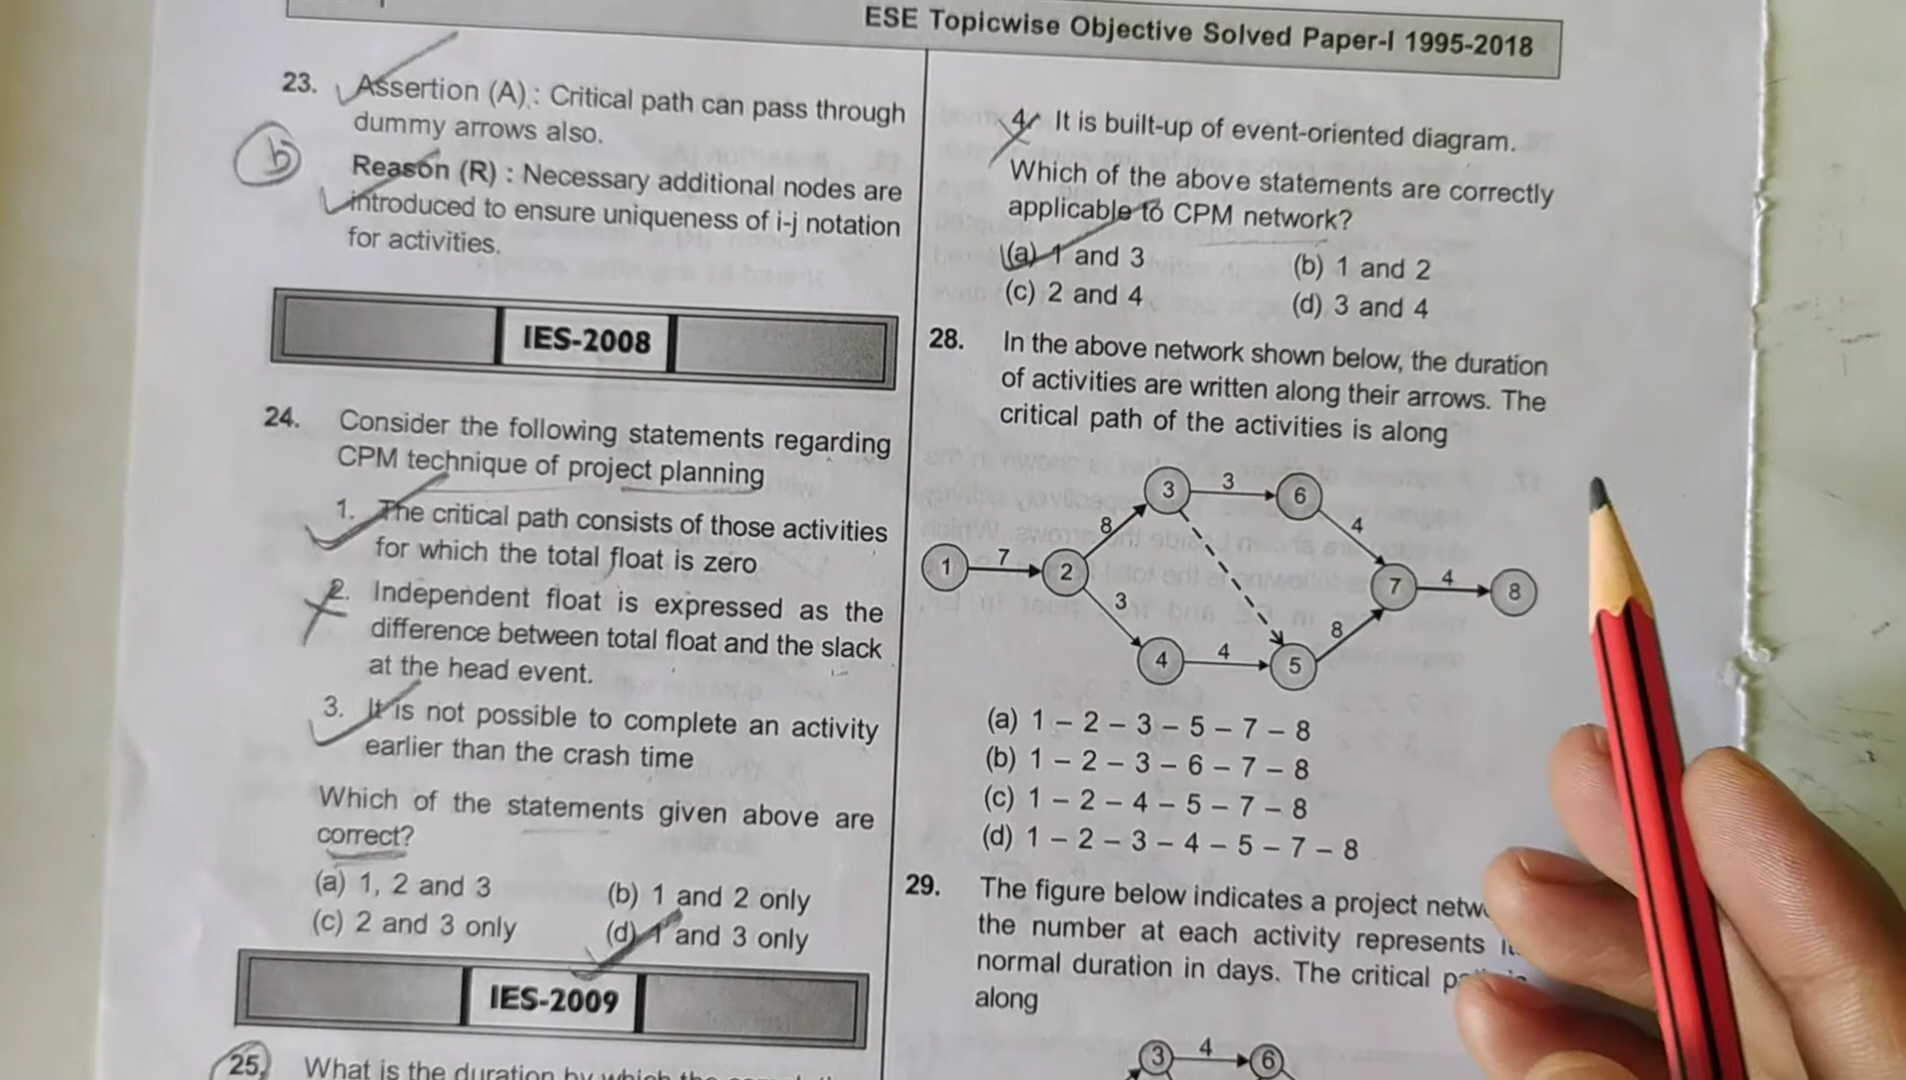 ESE Topicwise Objective Solved Paper-I 1995-2018
23. Assertion (A) : Critical path can pass through
dummy arrows also.
b
Reason (R) : Necessary additional nodes are
introduced to ensure uniqueness of i-j notation
for activities.
IES-2008
24. Consider the following statements regarding
CPM technique of project planning
1. The critical path consists of those activities
for which the total float is zero
2. Independent float is expressed as the
difference between total float and the slack
at the head event.
3. It is not possible to complete an activity
earlier than the crash time
Which of the statements given above are
correct?
(a) 1, 2 and 3 (b) 1 and 2 only
(c) 2 and 3 only (d) 1 and 3 only
IES-2009
25. What is the duration by which the
4. It is built-up of event-oriented diagram.
Which of the above statements are correctly
applicable to CPM network?
(a) 1 and 3 (b) 1 and 2
(c) 2 and 4 (d) 3 and 4
28. In the above network shown below, the duration
of activities are written along their arrows. The
critical path of the activities is along
3 3 6
8 4
1 7 2 7 4 8
3 8
4 4 5
(a) 1 – 2 – 3 – 5 – 7 – 8
(b) 1 – 2 – 3 – 6 – 7 – 8
(c) 1 – 2 – 4 – 5 – 7 – 8
(d) 1 – 2 – 3 – 4 – 5 – 7 – 8
29. The figure below indicates a project
the number at each activity represents
normal duration in days. The critical
along
3 4 6